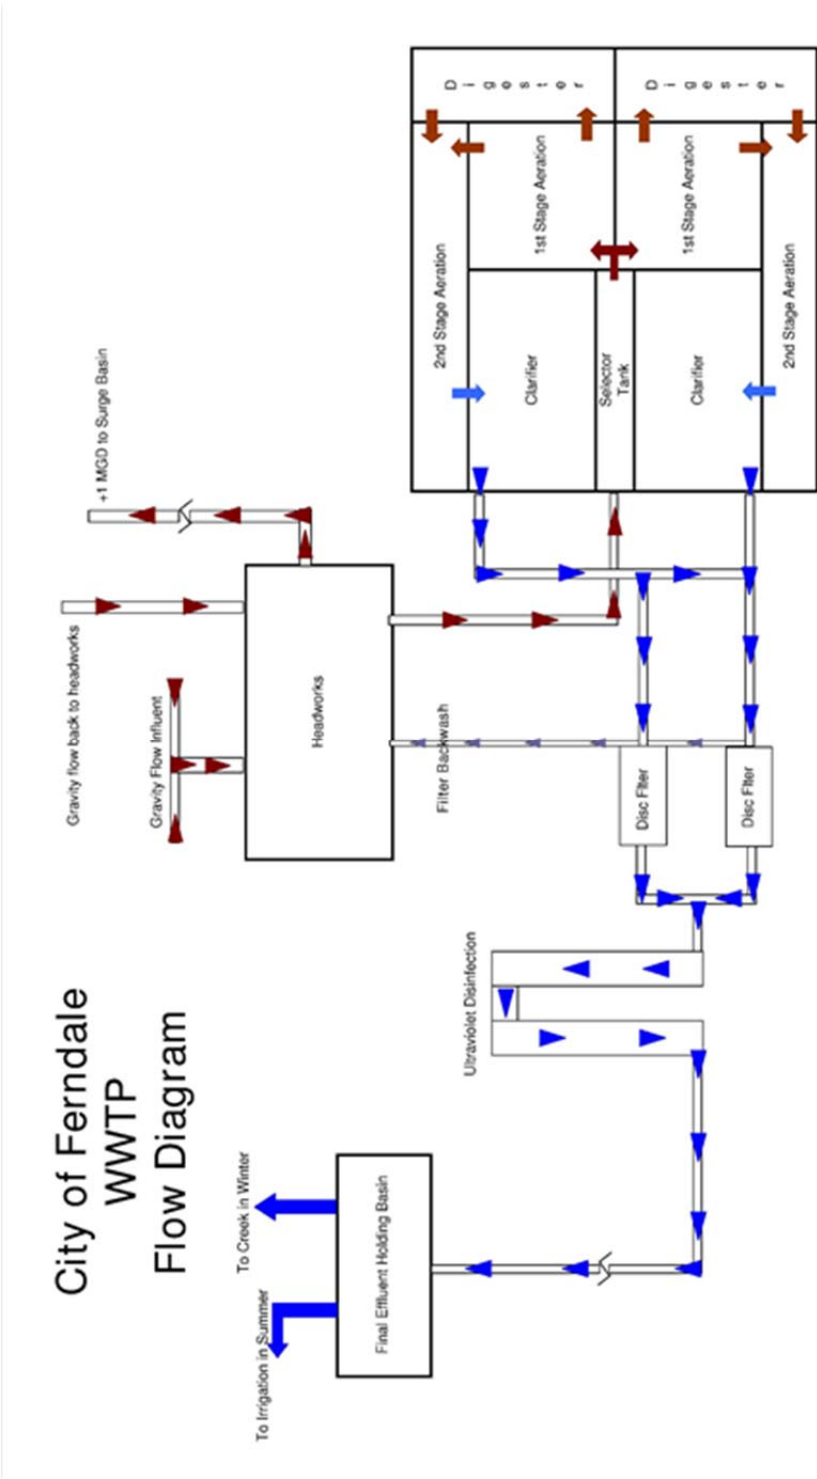 City of Ferndale
WWTP
Flow Diagram
Gravity flow back to headworks
+1 MGD to Surge Basin
Gravity Flow Influent
To Creek in Winter
To Irrigation in Summer
Headworks
Final Effluent Holding Basin
Filter Backwash
Ultraviolet Disinfection
2nd Stage Aeration
Digester
Clarifier
1st Stage Aeration
Selector
Tank
Disc Flter
Clarifier
1st Stage Aeration
Digester
Disc Flter
2nd Stage Aeration